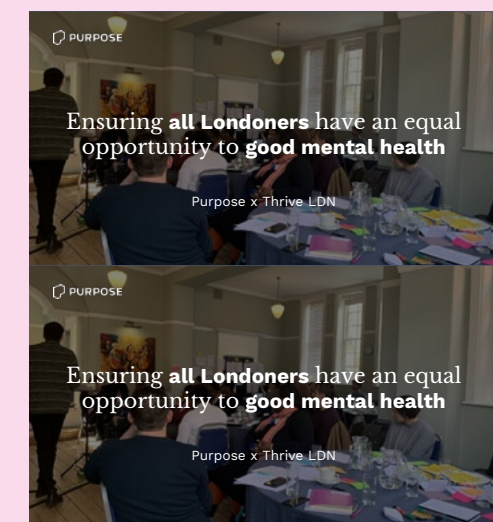 PURPOSE
Ensuring all Londoners have an equal
opportunity to good mental health
Purpose x Thrive LDN
PURPOSE
Ensuring all Londoners have an equal
opportunity to good mental health
Purpose x Thrive LDN